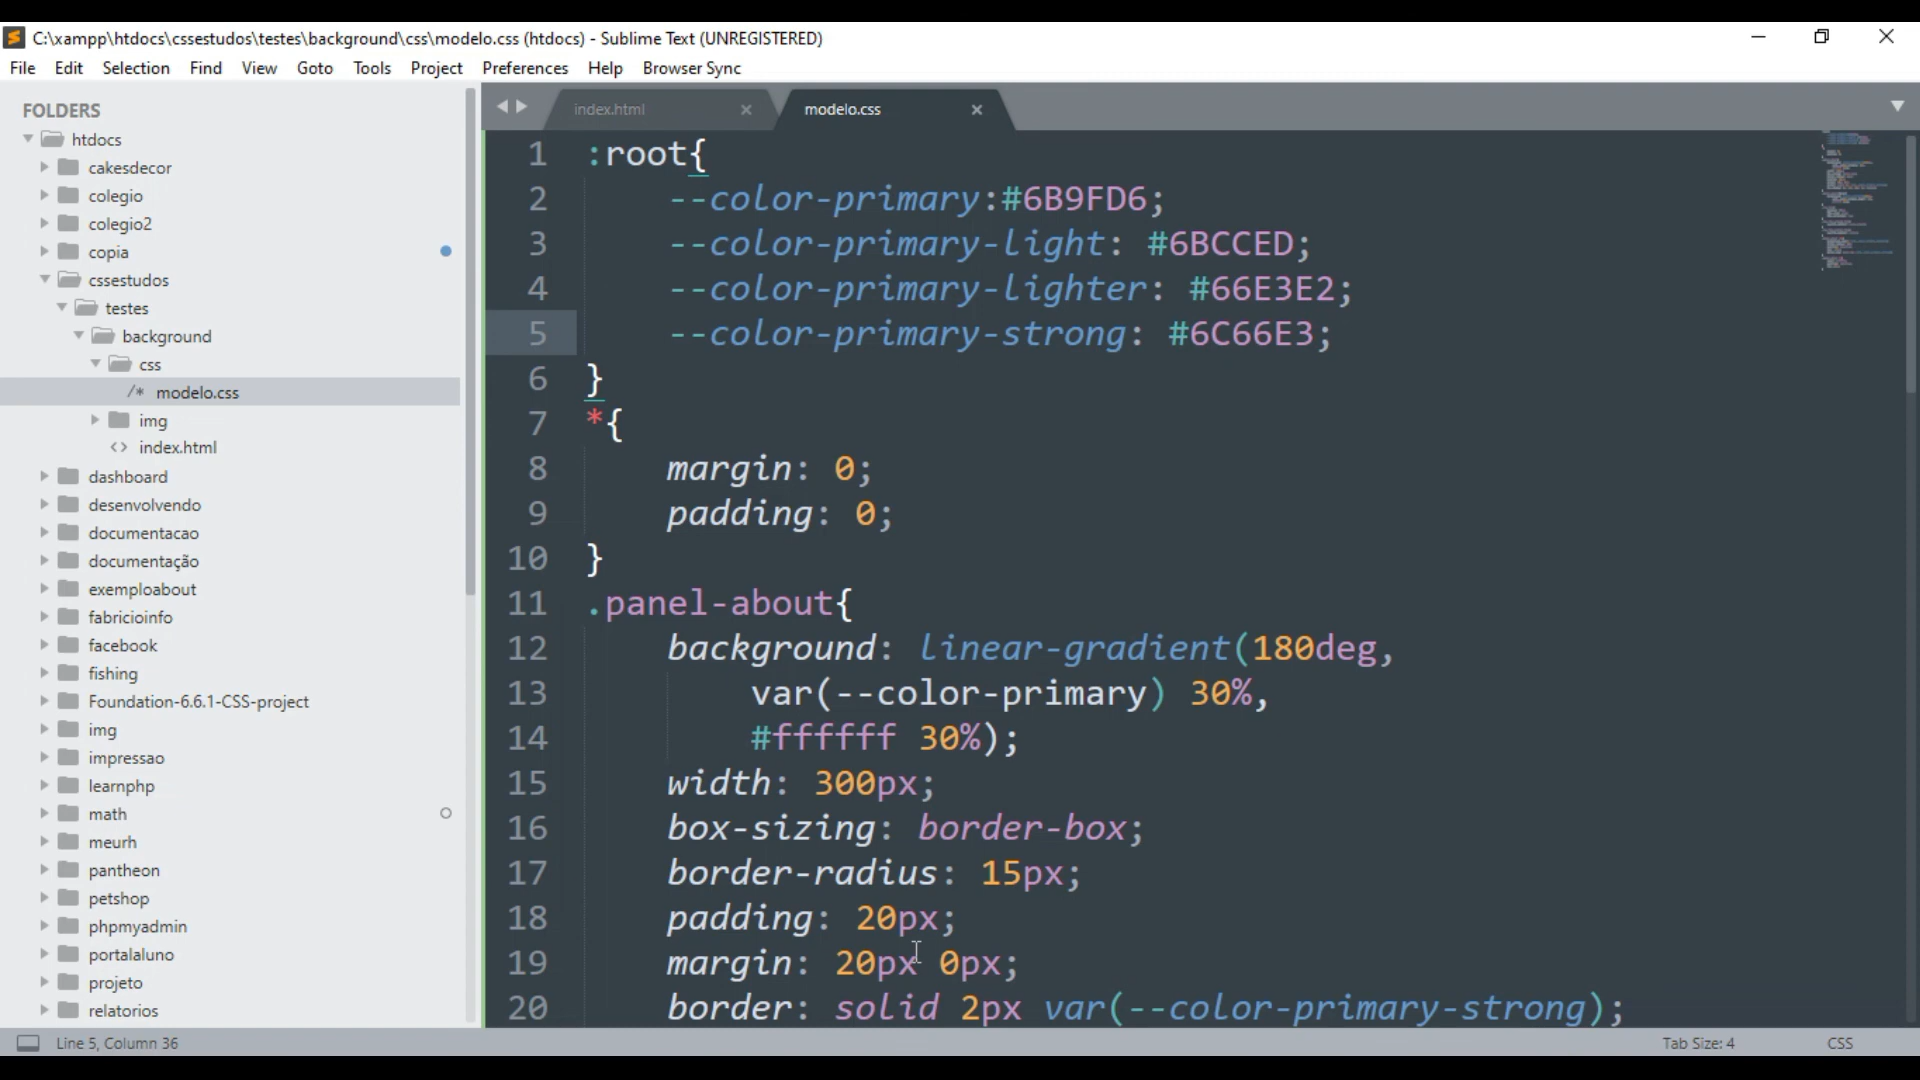 C:\xampp\htdocs\cssestudos\testes\background\css\modelo.css (htdocs) - Sublime Text (UNREGISTERED)
File Edit Selection Find View Goto Tools Project Preferences Help Browser Sync
FOLDERS
htdocs
cakesdecor
colegio
colegio2
copia
cssestudos
testes
background
css
/* modelo.css
img
<> index.html
dashboard
desenvolvendo
documentacao
documentação
exemploabout
fabricioinfo
facebook
fishing
Foundation-6.6.1-CSS-project
img
impressao
learnphp
math
meurh
pantheon
petshop
phpmyadmin
portalaluno
projeto
relatorios
index.html modelo.css
1 :root{
2 --color-primary:#6B9FD6;
3 --color-primary-light: #6BCCED;
4 --color-primary-lighter: #66E3E2;
5 --color-primary-strong: #6C66E3;
6 }
7 *{
8 margin: 0;
9 padding: 0;
10 }
11 .panel-about{
12 background: linear-gradient(180deg,
13 var(--color-primary) 30%,
14 #ffffff 30%);
15 width: 300px;
16 box-sizing: border-box;
17 border-radius: 15px;
18 padding: 20px;
19 margin: 20px 0px;
20 border: solid 2px var(--color-primary-strong);
Line 5, Column 36
Tab Size: 4
CSS